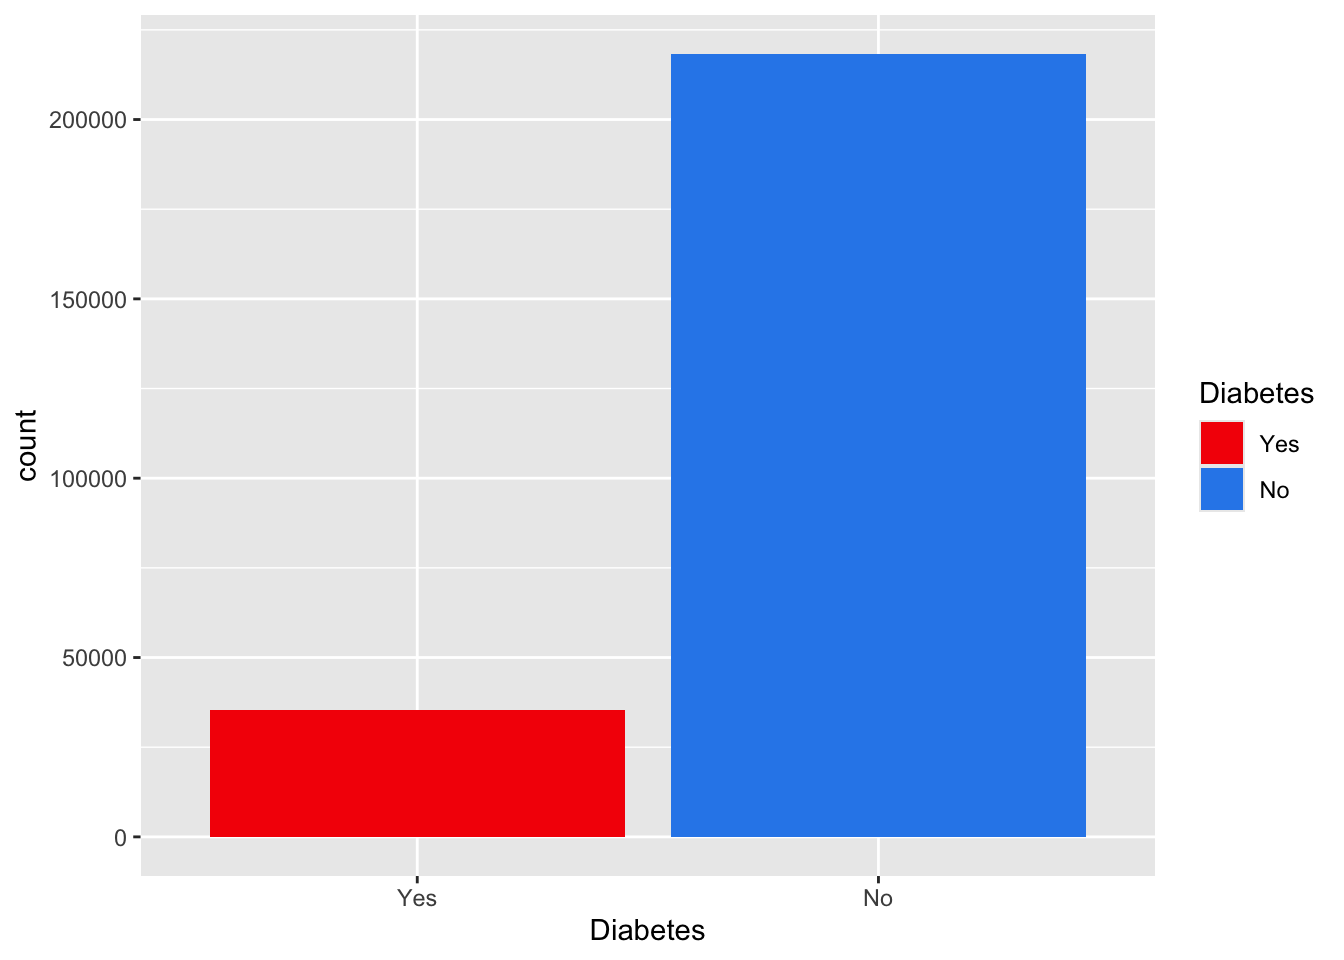 200000
150000
100000
50000
0
count
Yes
No
Diabetes
Diabetes
Yes
No